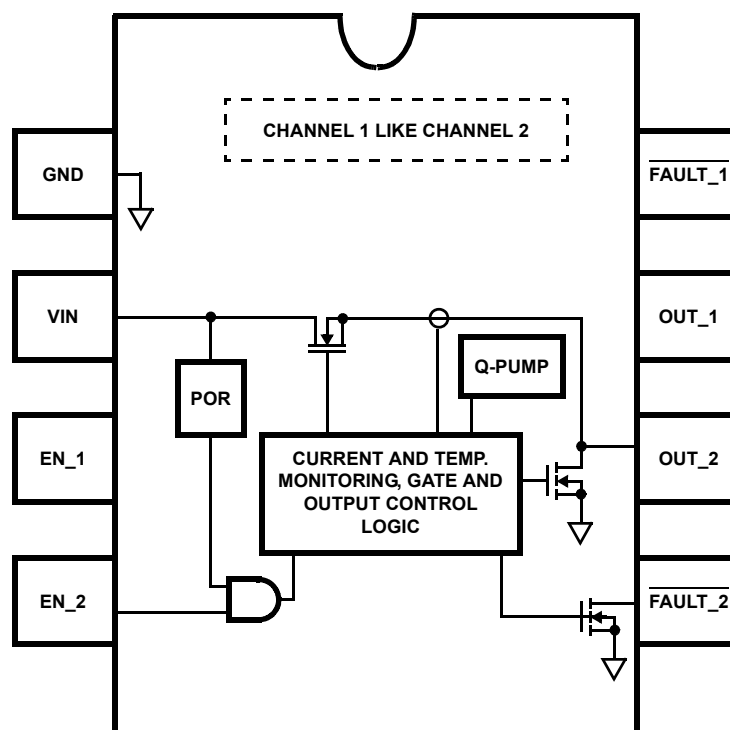 CHANNEL 1 LIKE CHANNEL 2
GND
FAULT_1
VIN
OUT_1
Q-PUMP
POR
EN_1
CURRENT AND TEMP.
MONITORING, GATE AND
OUTPUT CONTROL
LOGIC
OUT_2
EN_2
FAULT_2